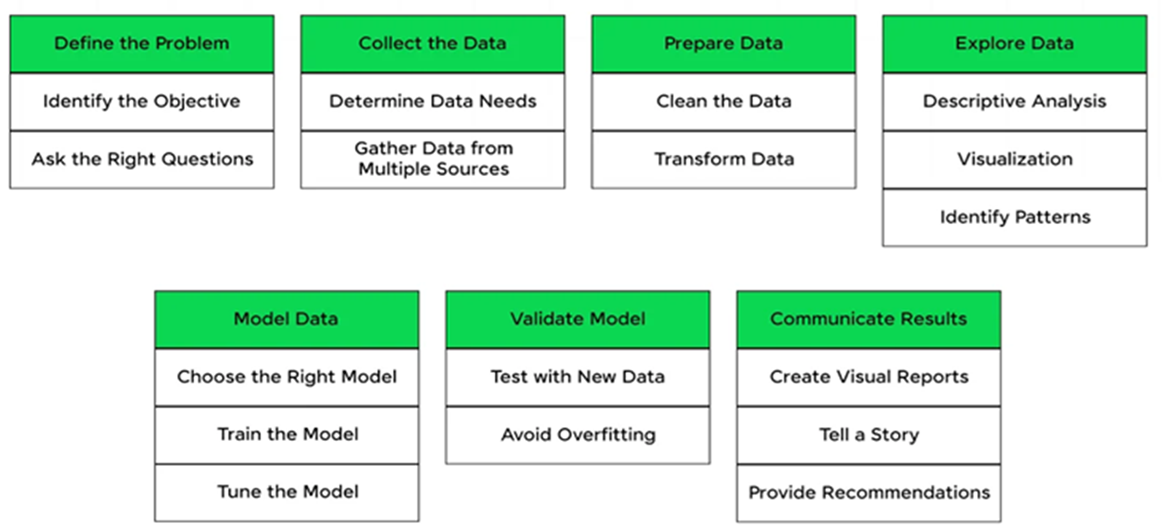 Define the Problem
Identify the Objective
Ask the Right Questions
Collect the Data
Determine Data Needs
Gather Data from
Multiple Sources
Prepare Data
Clean the Data
Transform Data
Explore Data
Descriptive Analysis
Visualization
Identify Patterns
Model Data
Choose the Right Model
Train the Model
Tune the Model
Validate Model
Test with New Data
Avoid Overfitting
Communicate Results
Create Visual Reports
Tell a Story
Provide Recommendations